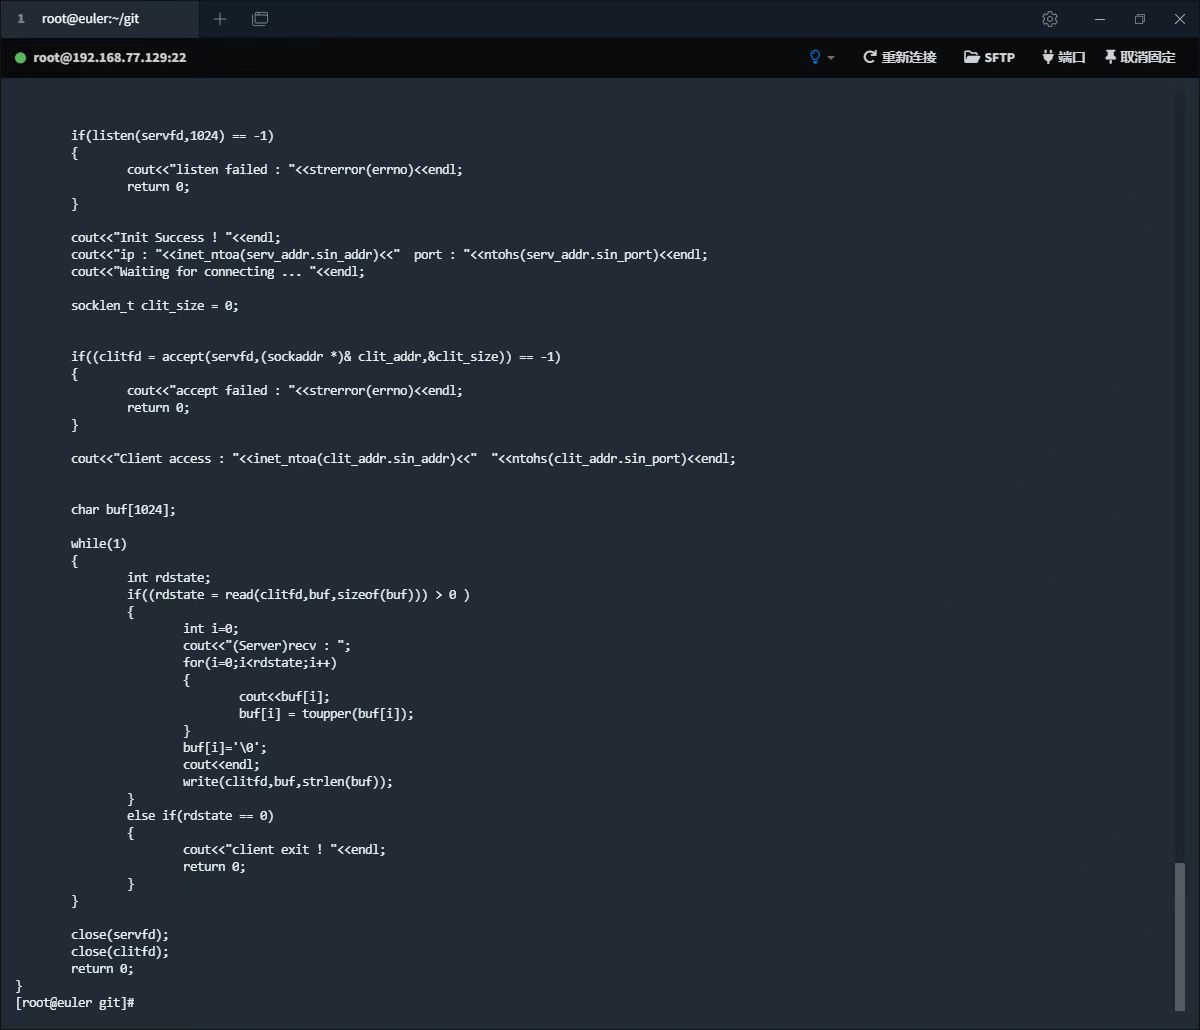 1 root@euler:~/git
root@192.168.77.129:22 重新连接 SFTP 端口 取消固定
if(listen(servfd,1024) == -1)
{
cout<<"listen failed : "<<strerror(errno)<<endl;
return 0;
}
cout<<"Init Success ! "<<endl;
cout<<"ip : "<<inet_ntoa(serv_addr.sin_addr)<<"  port : "<<ntohs(serv_addr.sin_port)<<endl;
cout<<"Waiting for connecting ... "<<endl;
socklen_t clit_size = 0;
if((clitfd = accept(servfd,(sockaddr *)& clit_addr,&clit_size)) == -1)
{
cout<<"accept failed : "<<strerror(errno)<<endl;
return 0;
}
cout<<"Client access : "<<inet_ntoa(clit_addr.sin_addr)<<"  "<<ntohs(clit_addr.sin_port)<<endl;
char buf[1024];
while(1)
{
int rdstate;
if((rdstate = read(clitfd,buf,sizeof(buf))) > 0 )
{
int i=0;
cout<<"(Server)recv : ";
for(i=0;i<rdstate;i++)
{
cout<<buf[i];
buf[i] = toupper(buf[i]);
}
buf[i]='\0';
cout<<endl;
write(clitfd,buf,strlen(buf));
}
else if(rdstate == 0)
{
cout<<"client exit ! "<<endl;
return 0;
}
}
close(servfd);
close(clitfd);
return 0;
}
[root@euler git]#